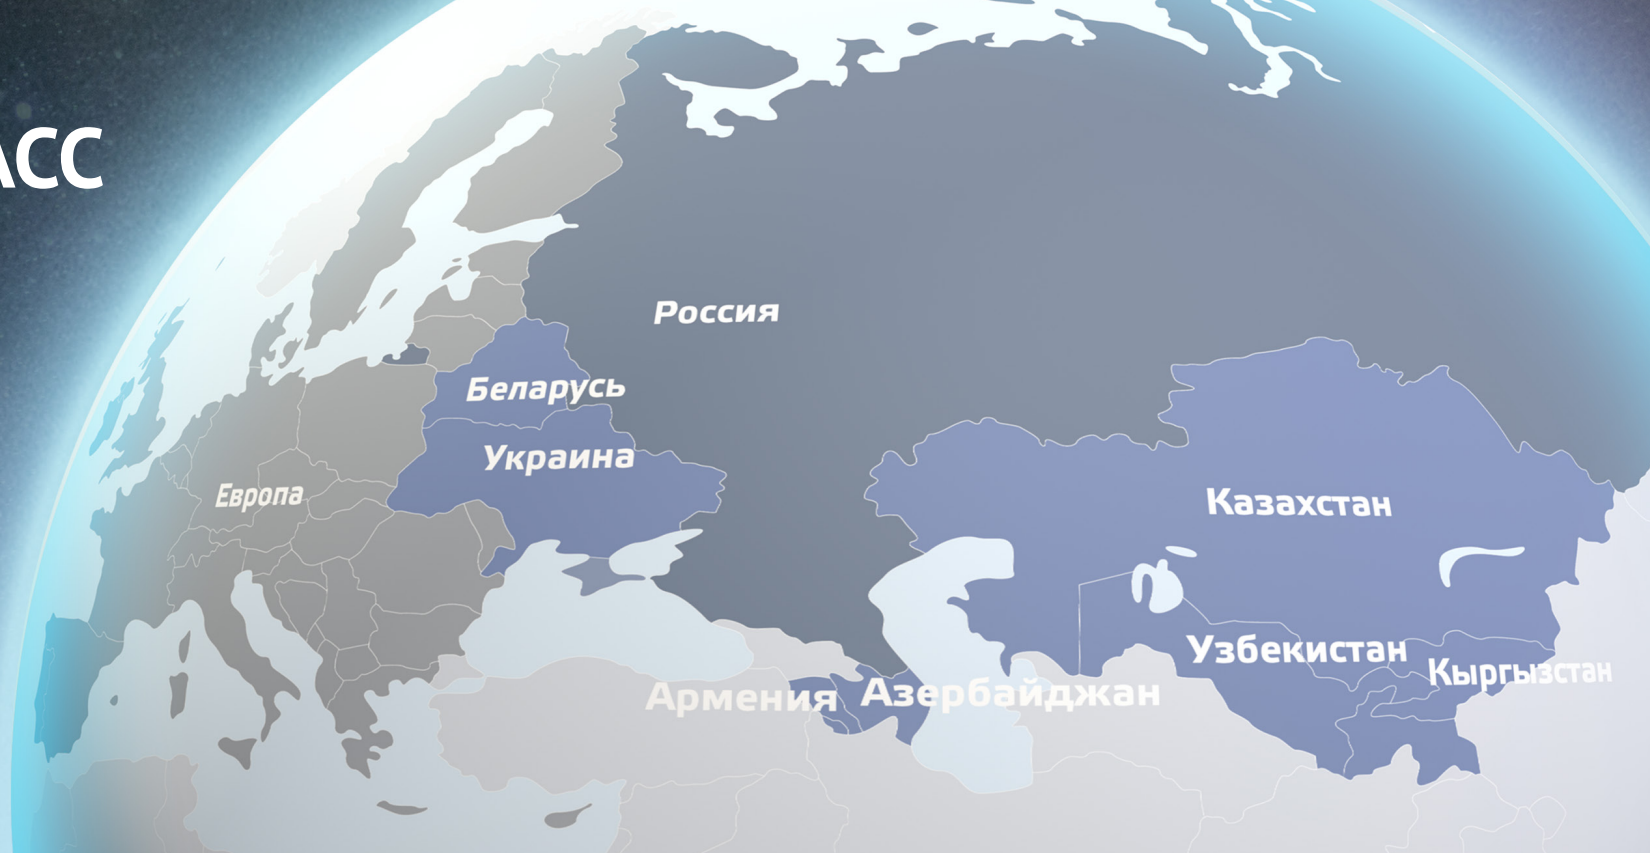 АСС
Россия
Беларусь
Украина
Европа
Казахстан
Узбекистан
Кыргызстан
Армения
Азербайджан